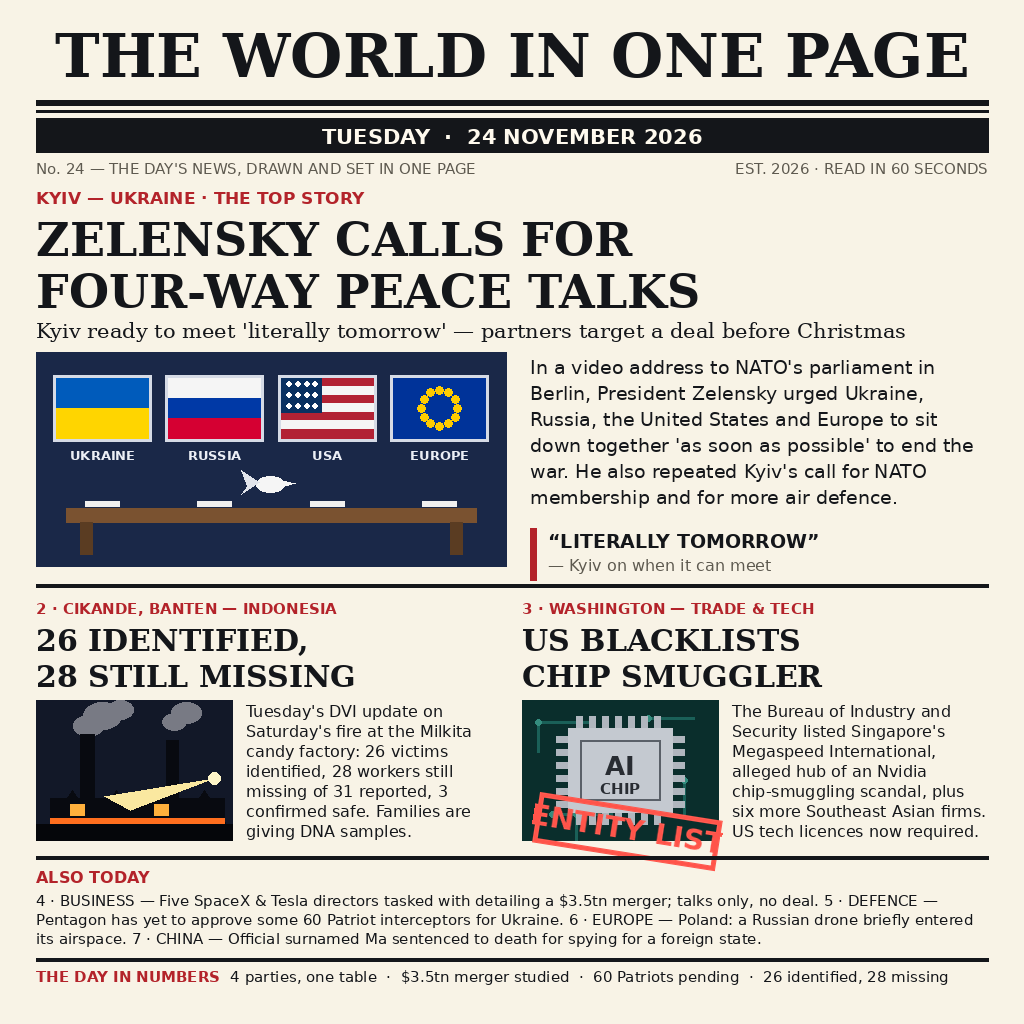 THE WORLD IN ONE PAGE
TUESDAY · 24 NOVEMBER 2026
No. 24 — THE DAY'S NEWS, DRAWN AND SET IN ONE PAGE
EST. 2026 · READ IN 60 SECONDS
KYIV — UKRAINE · THE TOP STORY
ZELENSKY CALLS FOR
FOUR-WAY PEACE TALKS
Kyiv ready to meet 'literally tomorrow' — partners target a deal before Christmas
UKRAINE
RUSSIA
USA
EUROPE
In a video address to NATO's parliament in
Berlin, President Zelensky urged Ukraine,
Russia, the United States and Europe to sit
down together 'as soon as possible' to end the
war. He also repeated Kyiv's call for NATO
membership and for more air defence.
“LITERALLY TOMORROW”
— Kyiv on when it can meet
2 · CIKANDE, BANTEN — INDONESIA
26 IDENTIFIED,
28 STILL MISSING
Tuesday's DVI update on
Saturday's fire at the Milkita
candy factory: 26 victims
identified, 28 workers still
missing of 31 reported, 3
confirmed safe. Families are
giving DNA samples.
3 · WASHINGTON — TRADE & TECH
US BLACKLISTS
CHIP SMUGGLER
AI
CHIP
ENTITY LIST
The Bureau of Industry and
Security listed Singapore's
Megaspeed International,
alleged hub of an Nvidia
chip-smuggling scandal, plus
six more Southeast Asian firms.
US tech licences now required.
ALSO TODAY
4 · BUSINESS — Five SpaceX & Tesla directors tasked with detailing a $3.5tn merger; talks only, no deal. 5 · DEFENCE —
Pentagon has yet to approve some 60 Patriot interceptors for Ukraine. 6 · EUROPE — Poland: a Russian drone briefly entered
its airspace. 7 · CHINA — Official surnamed Ma sentenced to death for spying for a foreign state.
THE DAY IN NUMBERS 4 parties, one table · $3.5tn merger studied · 60 Patriots pending · 26 identified, 28 missing